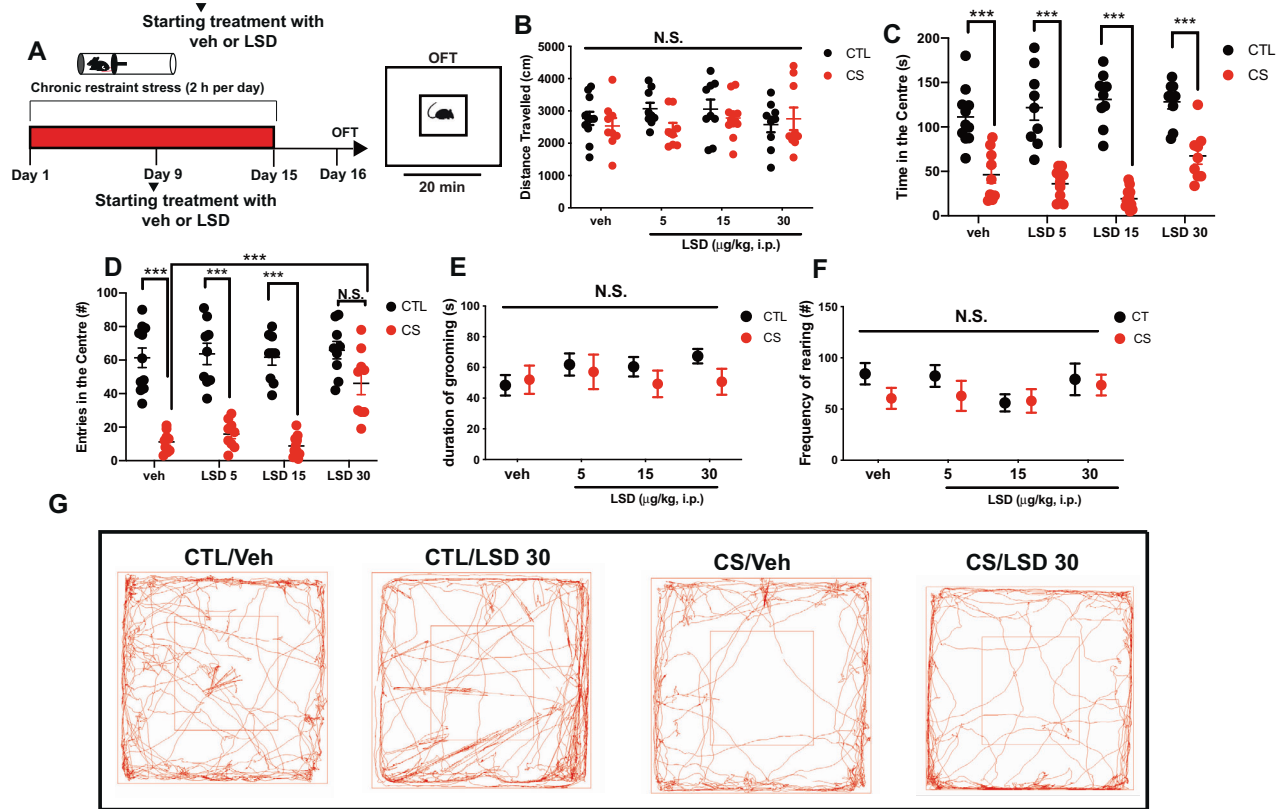 Starting treatment with
veh or LSD
A
Chronic restraint stress (2 h per day)
OFT
Day 1
Day 9
Day 15
Day 16
Starting treatment with
veh or LSD
OFT
20 min
B
N.S.
Distance Travelled (cm)
5000
4000
3000
2000
1000
0
veh
5
15
30
LSD (μg/kg, i.p.)
CTL
CS
C
***
***
***
***
Time in the Centre (s)
200
150
100
50
0
veh
LSD 5
LSD 15
LSD 30
CTL
CS
D
***
***
***
***
N.S.
Entries in the Centre (#)
100
80
60
40
20
0
veh
LSD 5
LSD 15
LSD 30
CTL
CS
E
N.S.
duration of grooming (s)
100
80
60
40
20
0
veh
5
15
30
LSD (μg/kg, i.p.)
CTL
CS
F
N.S.
Frequency of rearing (#)
150
100
50
0
veh
5
15
30
LSD (μg/kg, i.p.)
CT
CS
G
CTL/Veh
CTL/LSD 30
CS/Veh
CS/LSD 30